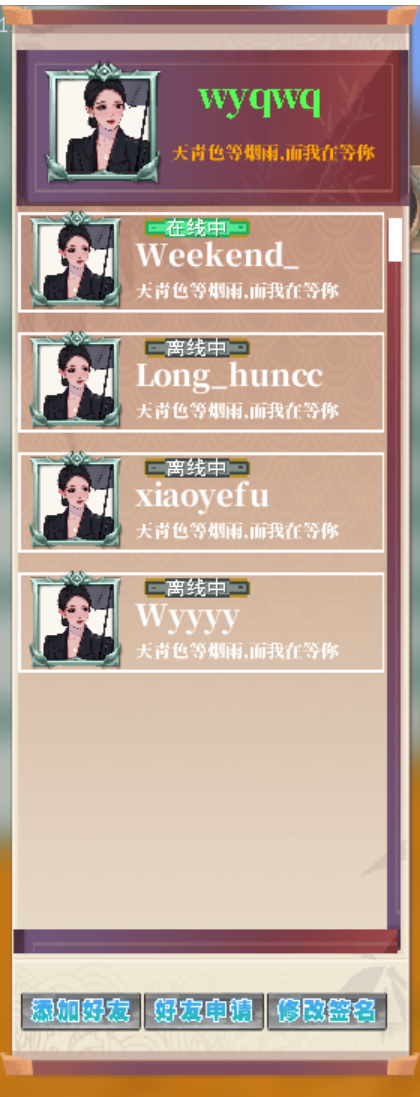 1
wyqwq
天青色等烟雨,而我在等你
在线中
Weekend_
天青色等烟雨,而我在等你
离线中
Long_huncc
天青色等烟雨,而我在等你
离线中
xiaoyefu
天青色等烟雨,而我在等你
离线中
Wyyyy
天青色等烟雨,而我在等你
添加好友 好友申请 修改签名